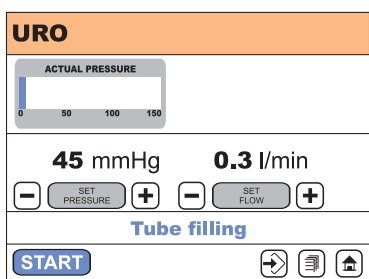 URO
ACTUAL PRESSURE
0 50 100 150
45 mmHg 0.3 l/min
− SET PRESSURE + − SET FLOW +
Tube filling
START